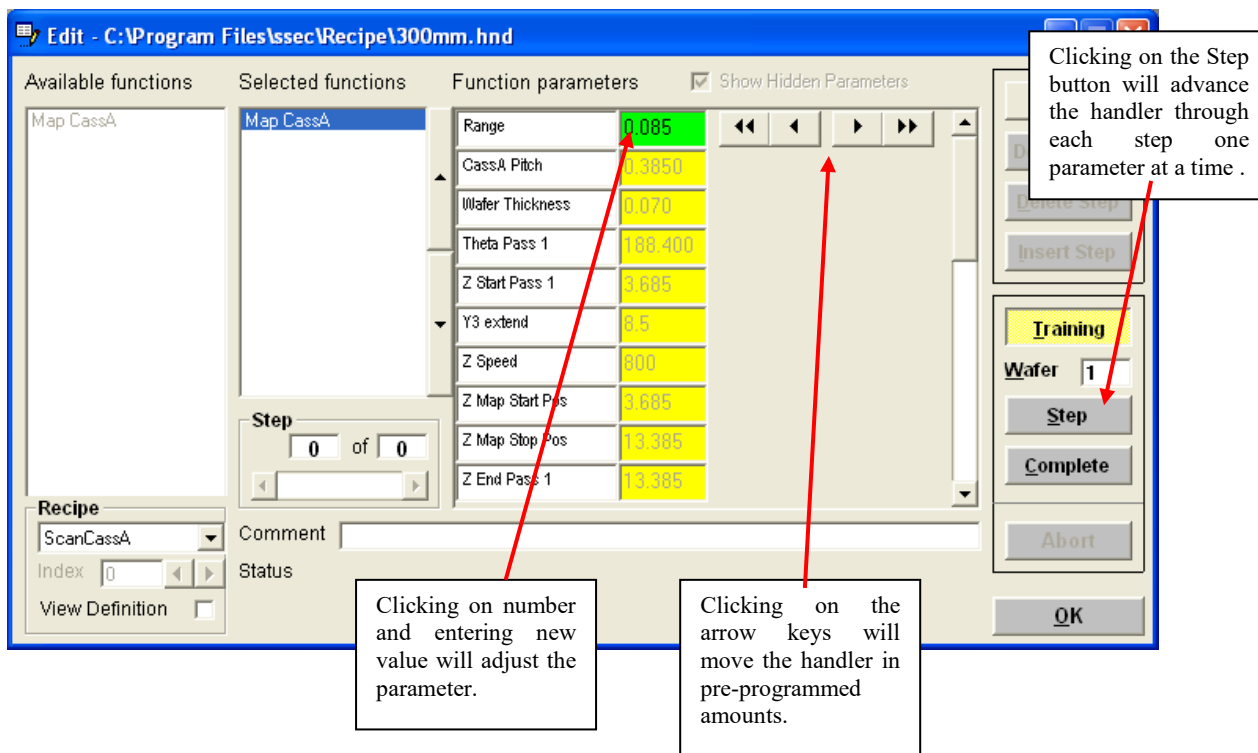 Edit - C:\Program Files\ssec\Recipe\300mm.hnd
Clicking on the Step
button will advance
the handler through
each step one
parameter at a time .
Available functions
Selected functions
Function parameters
Show Hidden Parameters
Map CassA
Map CassA
Range 0.085
CassA Pitch 0.3850
Wafer Thickness 0.070
Theta Pass 1 188.400
Z Start Pass 1 3.685
Y3 extend 8.5
Z Speed 800
Z Map Start Pos 3.685
Z Map Stop Pos 13.385
Z End Pass 1 13.385
Delete Step
Insert Step
Training
Wafer 1
Step
Complete
Abort
OK
Step
0 of 0
Recipe
ScanCassA
Index 0
View Definition
Comment
Status
Clicking on number
and entering new
value will adjust the
parameter.
Clicking on the
arrow keys will
move the handler in
pre-programmed
amounts.